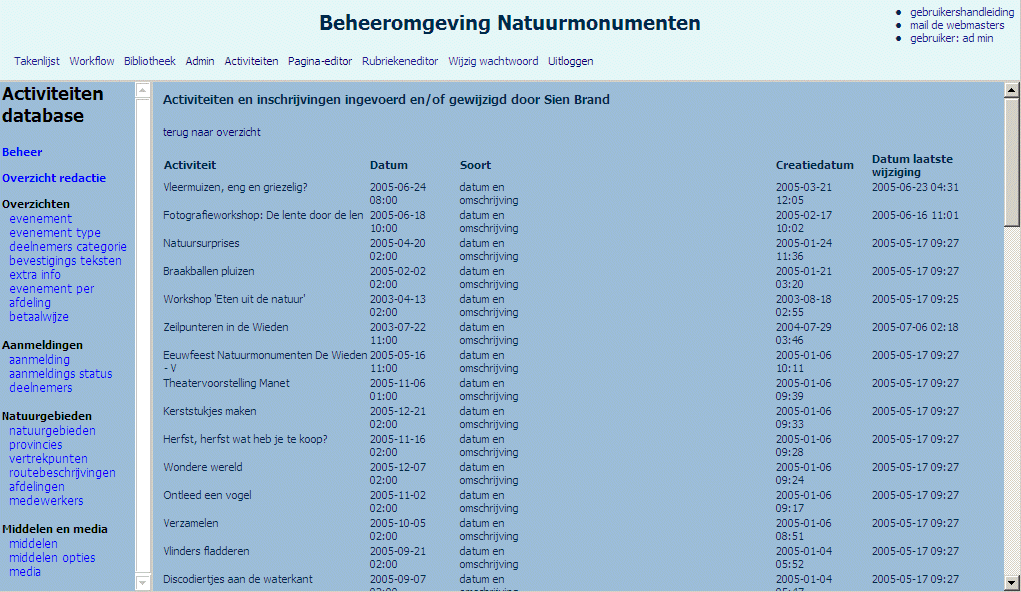 Beheeromgeving Natuurmonumenten
gebruikershandleiding
mail de webmasters
gebruiker: ad min
Takenlijst Workflow Bibliotheek Admin Activiteiten Pagina-editor Rubriekeneditor Wijzig wachtwoord Uitloggen
Activiteiten
database
Beheer
Overzicht redactie
Overzichten
evenement
evenement type
deelnemers categorie
bevestigings teksten
extra info
evenement per
afdeling
betaalwijze
Aanmeldingen
aanmelding
aanmeldings status
deelnemers
Natuurgebieden
natuurgebieden
provincies
vertrekpunten
routebeschrijvingen
afdelingen
medewerkers
Middelen en media
middelen
middelen opties
media
Activiteiten en inschrijvingen ingevoerd en/of gewijzigd door Sien Brand
terug naar overzicht
Activiteit Datum Soort Creatiedatum Datum laatste
wijziging
Vleermuizen, eng en griezelig? 2005-06-24 datum en 2005-03-21 2005-06-23 04:31
08:00 omschrijving 12:05
Fotografieworkshop: De lente door de len 2005-06-18 datum en 2005-02-17 2005-06-16 11:01
10:00 omschrijving 10:02
Natuursurprises 2005-04-20 datum en 2005-01-24 2005-05-17 09:27
02:00 omschrijving 11:36
Braakballen pluizen 2005-02-02 datum en 2005-01-21 2005-05-17 09:27
02:00 omschrijving 03:20
Workshop 'Eten uit de natuur' 2003-04-13 datum en 2003-08-18 2005-05-17 09:25
02:00 omschrijving 02:55
Zeilpunteren in de Wieden 2003-07-22 datum en 2004-07-29 2005-07-06 02:18
11:00 omschrijving 03:46
Eeuwfeest Natuurmonumenten De Wieden 2005-05-16 datum en 2005-01-06 2005-05-17 09:27
- V 11:00 omschrijving 10:11
Theatervoorstelling Manet 2005-11-06 datum en 2005-01-06 2005-05-17 09:27
01:00 omschrijving 09:39
Kerststukjes maken 2005-12-21 datum en 2005-01-06 2005-05-17 09:27
02:00 omschrijving 09:33
Herfst, herfst wat heb je te koop? 2005-11-16 datum en 2005-01-06 2005-05-17 09:27
02:00 omschrijving 09:28
Wondere wereld 2005-12-07 datum en 2005-01-06 2005-05-17 09:27
02:00 omschrijving 09:24
Ontleed een vogel 2005-11-02 datum en 2005-01-06 2005-05-17 09:27
02:00 omschrijving 09:17
Verzamelen 2005-10-05 datum en 2005-01-06 2005-05-17 09:27
02:00 omschrijving 08:51
Vlinders fladderen 2005-09-21 datum en 2005-01-04 2005-05-17 09:27
02:00 omschrijving 05:52
Discodiertjes aan de waterkant 2005-09-07 datum en 2005-01-04 2005-05-17 09:27
02:00 omschrijving 05:47